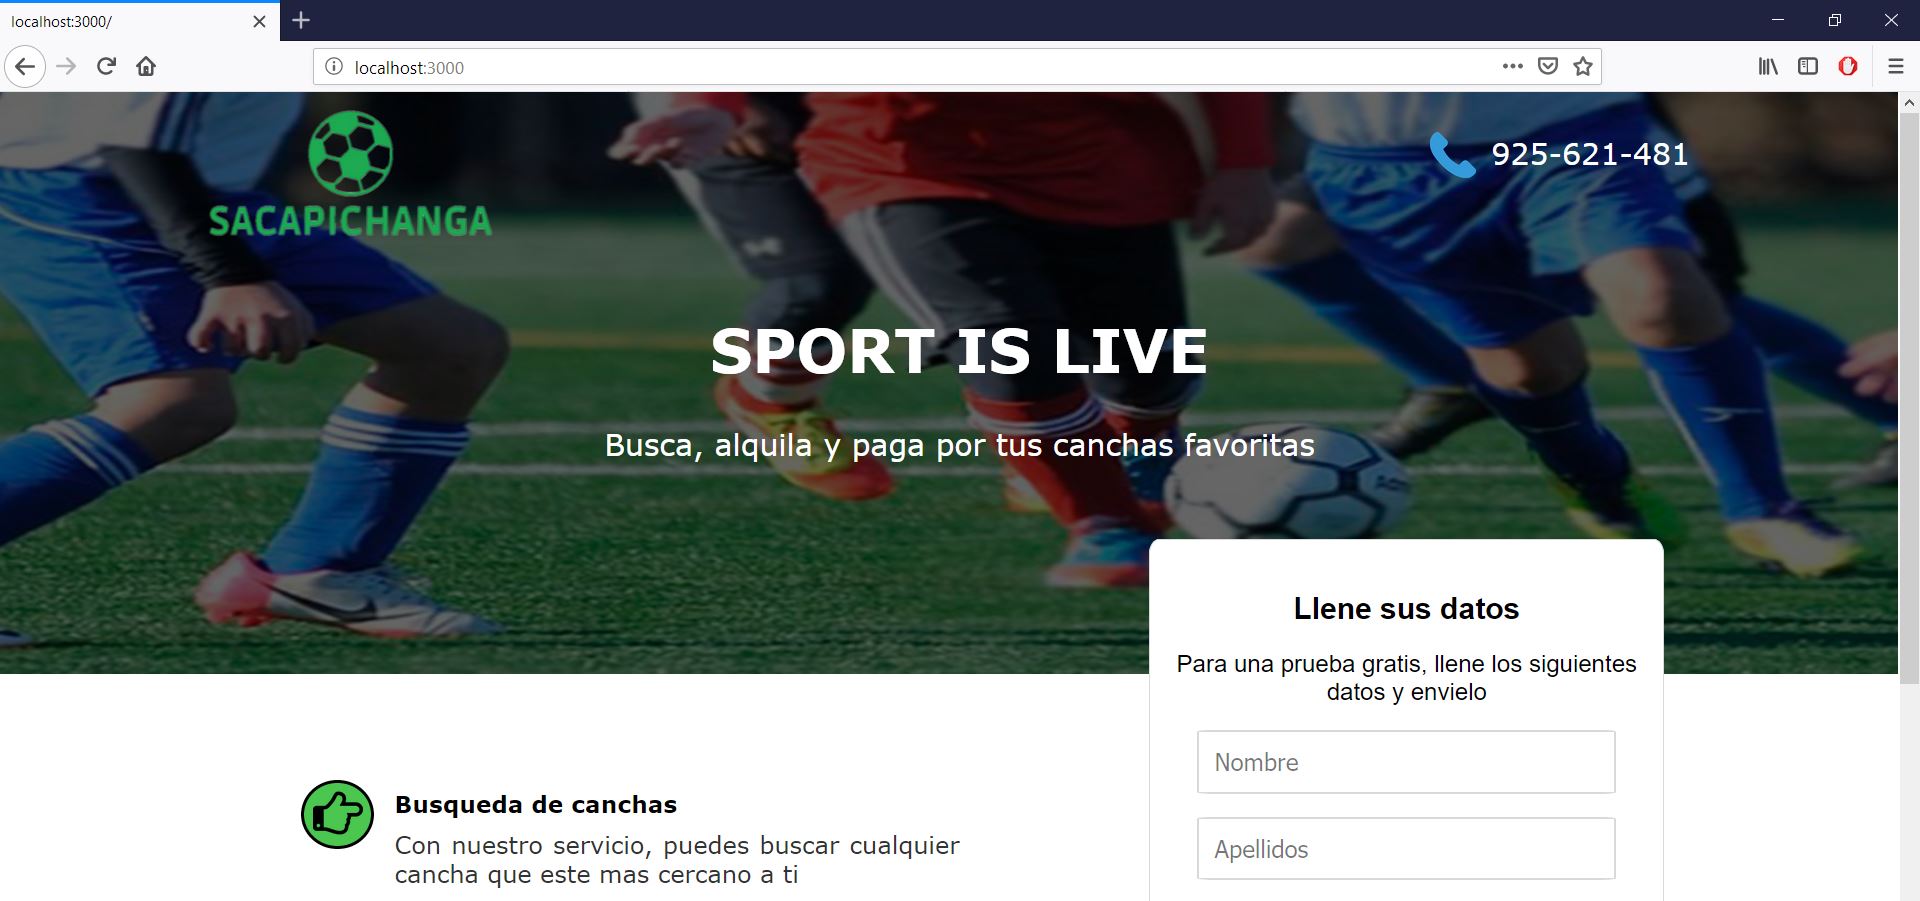 localhost:3000/
localhost:3000
SACAPICHANGA
925-621-481
SPORT IS LIVE
Busca, alquila y paga por tus canchas favoritas
Llene sus datos
Para una prueba gratis, llene los siguientes
datos y envielo
Nombre
Apellidos
Busqueda de canchas
Con nuestro servicio, puedes buscar cualquier
cancha que este mas cercano a ti